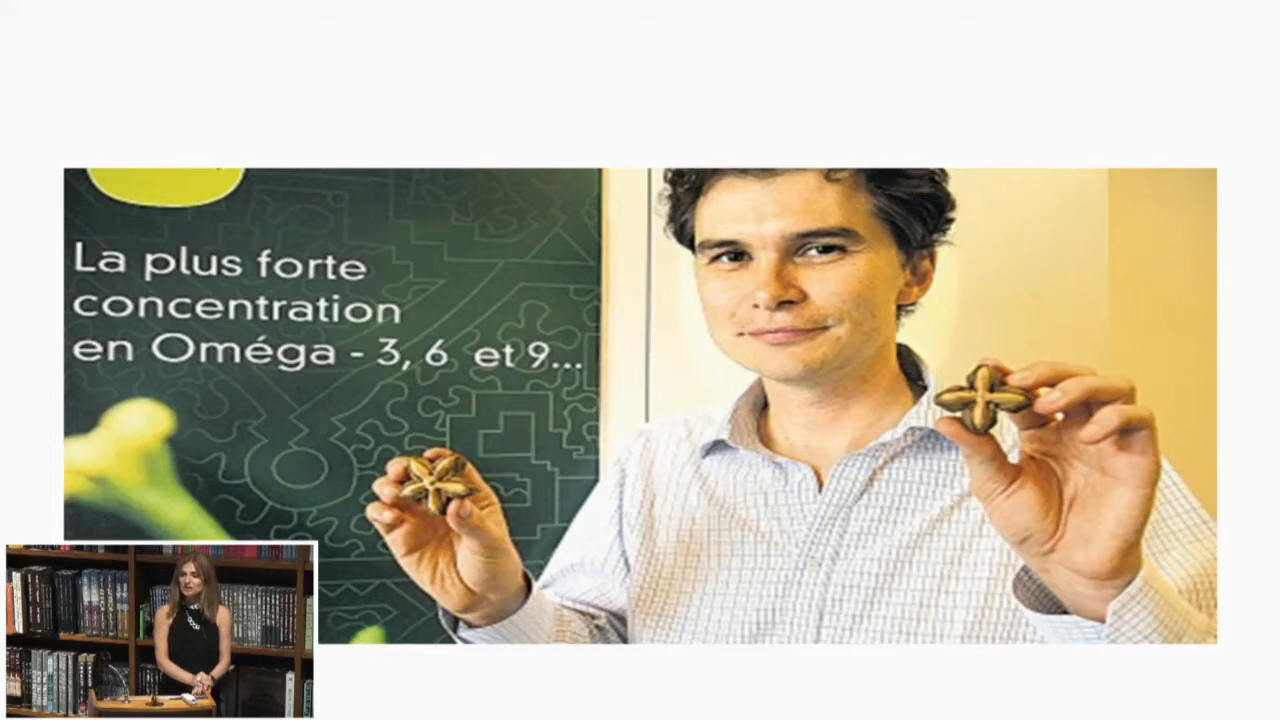 La plus forte
concentration
en Oméga - 3, 6 et 9...